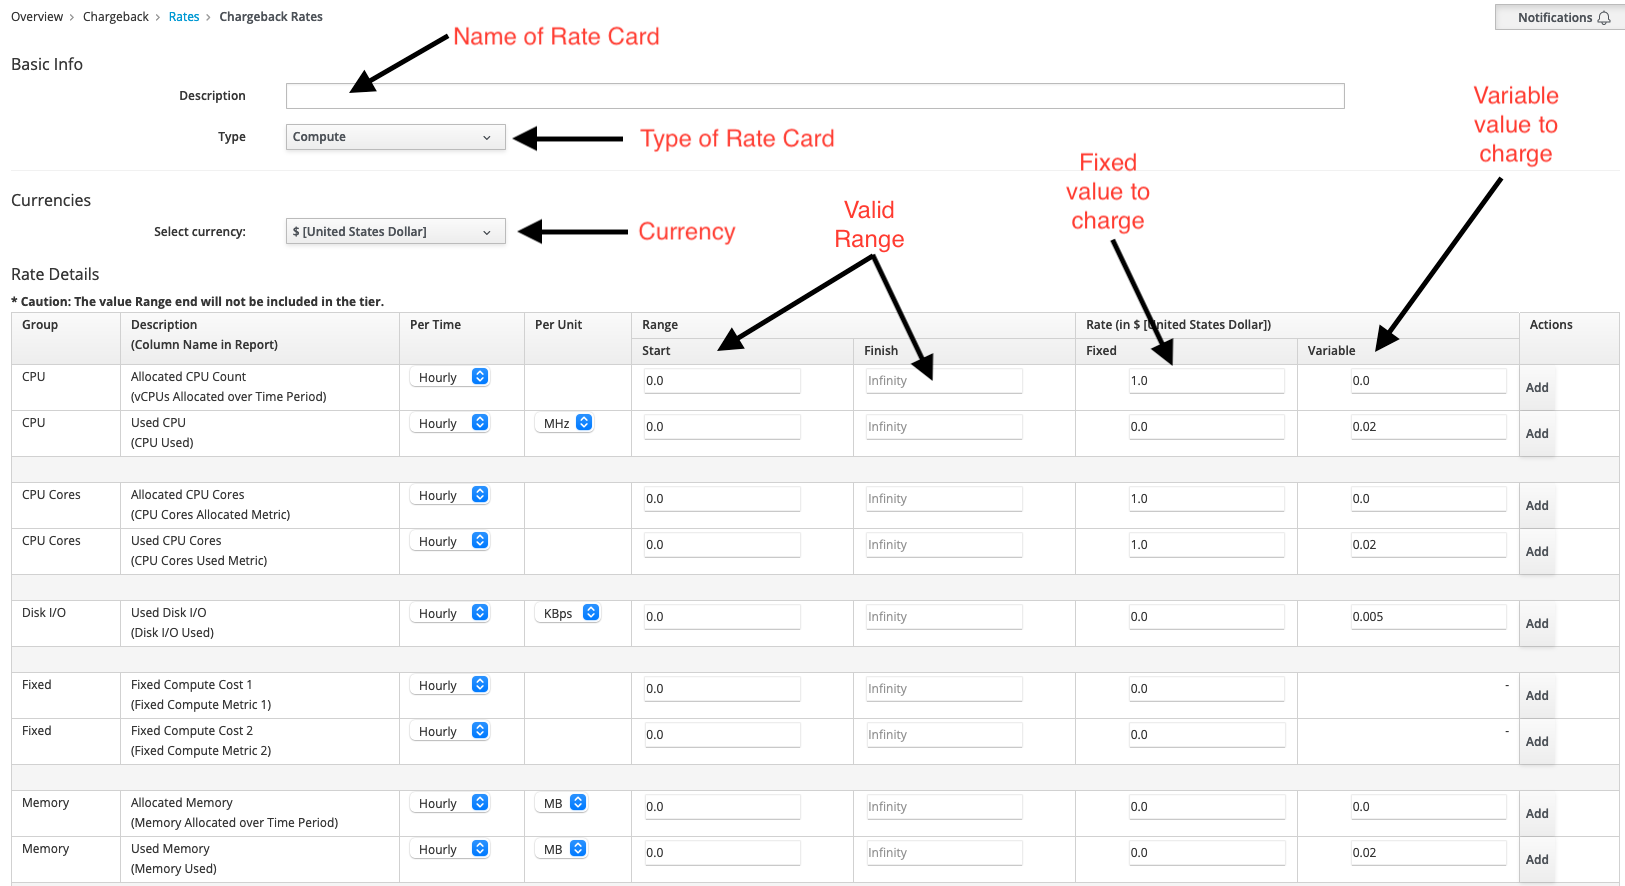 Overview > Chargeback > Rates > Chargeback Rates
Notifications
Name of Rate Card
Basic Info
Description
Type Compute
Type of Rate Card
Variable
value to
charge
Fixed
value to
charge
Valid
Range
Currencies
Select currency: $ [United States Dollar]
Currency
Rate Details
* Caution: The value Range end will not be included in the tier.
Group Description Per Time Per Unit Range Rate (in $ [United States Dollar]) Actions
(Column Name in Report)
Start Finish Fixed Variable
CPU Allocated CPU Count Hourly 0.0 Infinity 1.0 0.0 Add
(vCPUs Allocated over Time Period)
CPU Used CPU Hourly MHz 0.0 Infinity 0.0 0.02 Add
(CPU Used)
CPU Cores Allocated CPU Cores Hourly 0.0 Infinity 1.0 0.0 Add
(CPU Cores Allocated Metric)
CPU Cores Used CPU Cores Hourly 0.0 Infinity 1.0 0.02 Add
(CPU Cores Used Metric)
Disk I/O Used Disk I/O Hourly KBps 0.0 Infinity 0.0 0.005 Add
(Disk I/O Used)
Fixed Fixed Compute Cost 1 Hourly 0.0 Infinity 0.0 - Add
(Fixed Compute Metric 1)
Fixed Fixed Compute Cost 2 Hourly 0.0 Infinity 0.0 - Add
(Fixed Compute Metric 2)
Memory Allocated Memory Hourly MB 0.0 Infinity 0.0 0.0 Add
(Memory Allocated over Time Period)
Memory Used Memory Hourly MB 0.0 Infinity 0.0 0.02 Add
(Memory Used)